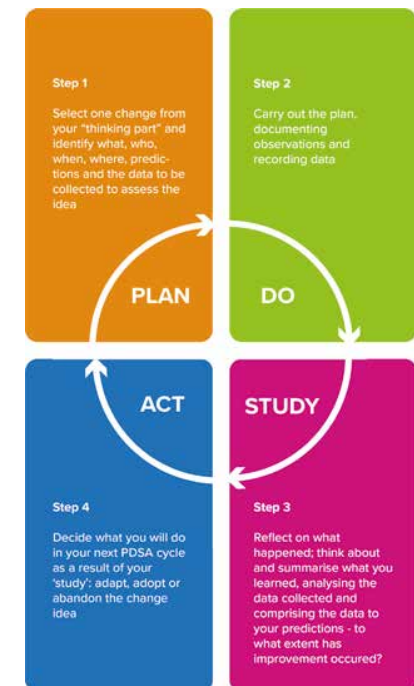 Step 1
Select one change from
your "thinking part" and
identify what, who,
when, where, predic-
tions and the data to be
collected to assess the
idea
PLAN
Step 2
Carry out the plan,
documenting
observations and
recording data
DO
STUDY
Step 3
Reflect on what
happened; think about
and summarise what you
learned, analysing the
data collected and
comprising the data to
your predictions - to
what extent has
improvement occured?
ACT
Step 4
Decide what you will do
in your next PDSA cycle
as a result of your
'study': adapt, adopt or
abandon the change
idea